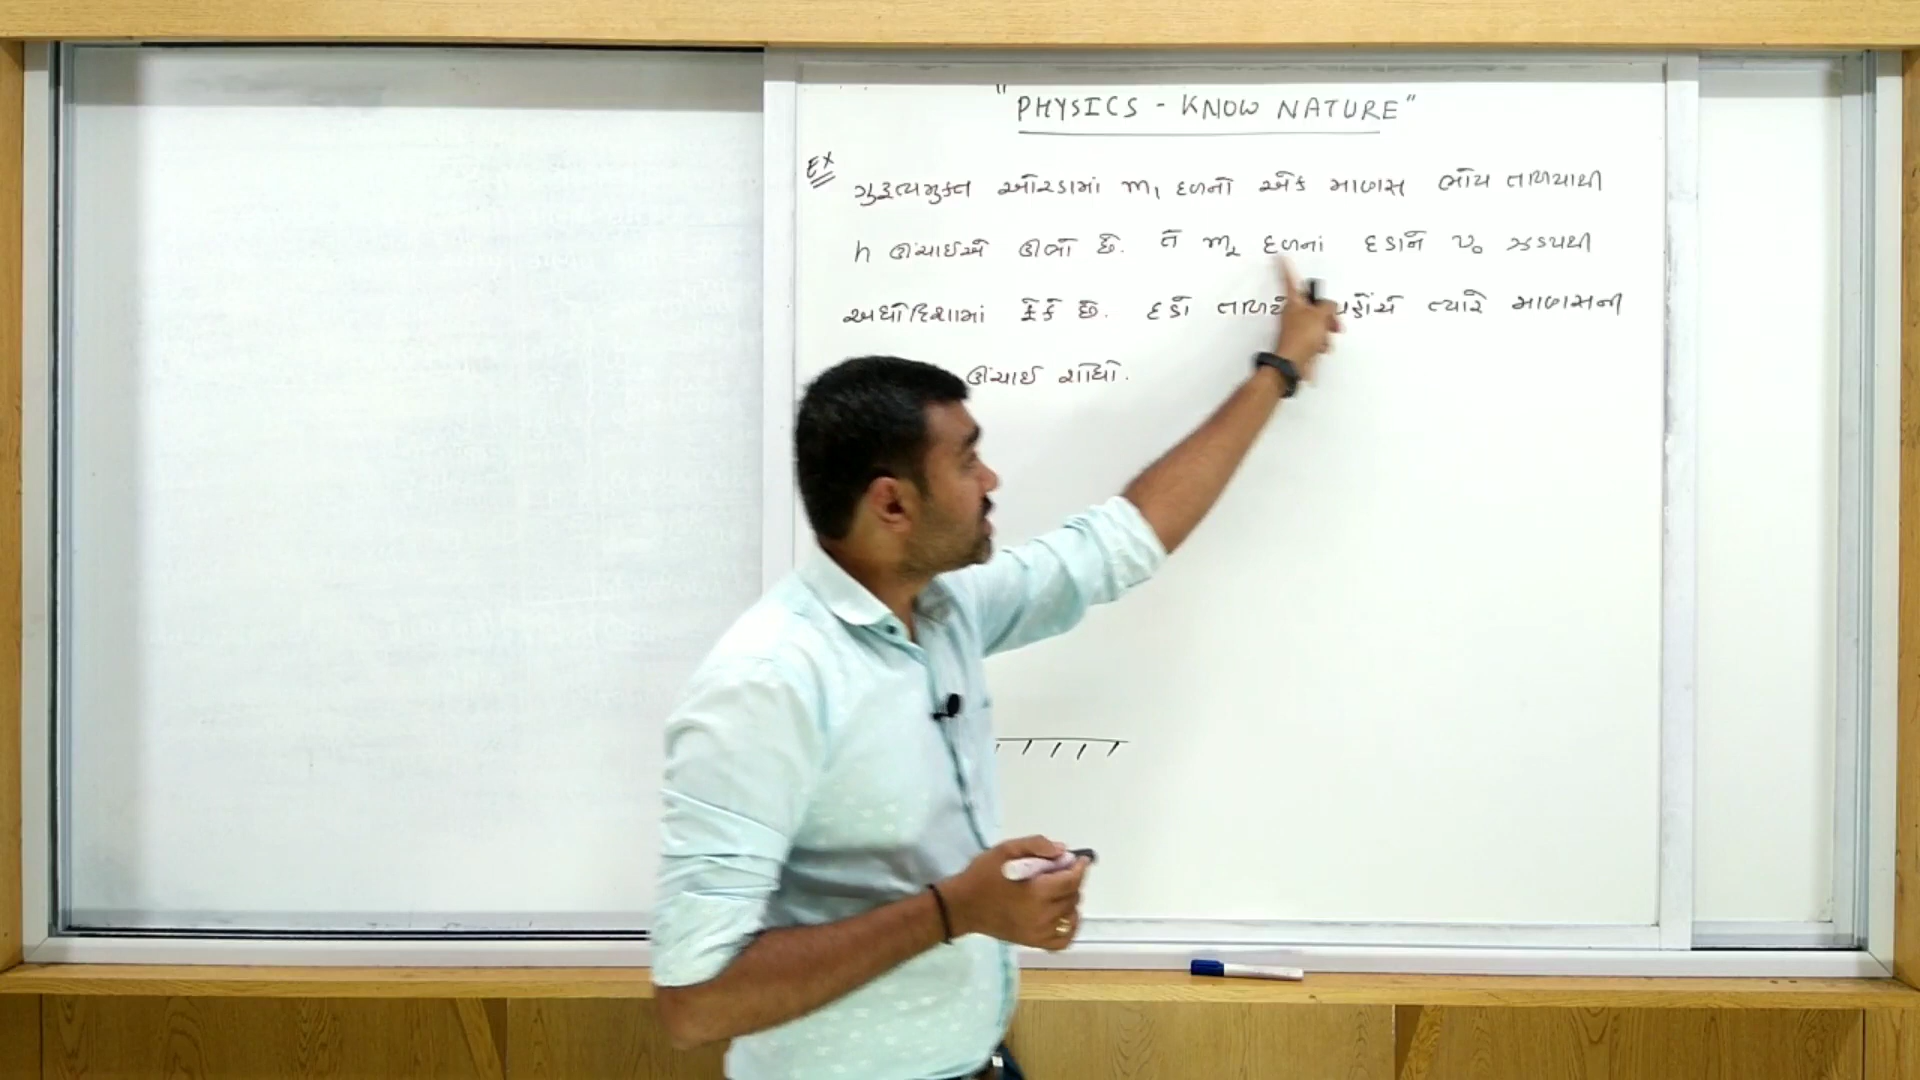 "PHYSICS - KNOW NATURE"
Ex
ગુરુત્વમુક્ત ઓરડામાં m₁ દળનો એક માણસ ભોંય તળિયાથી
h ઊંચાઈએ ઊભો છે. તે m₂ દળનાં દડાને v₀ ઝડપથી
અધોદિશામાં ફેંકે છે. દડો પહોંચે ત્યારે માણસની
ઊંચાઈ શોધો.